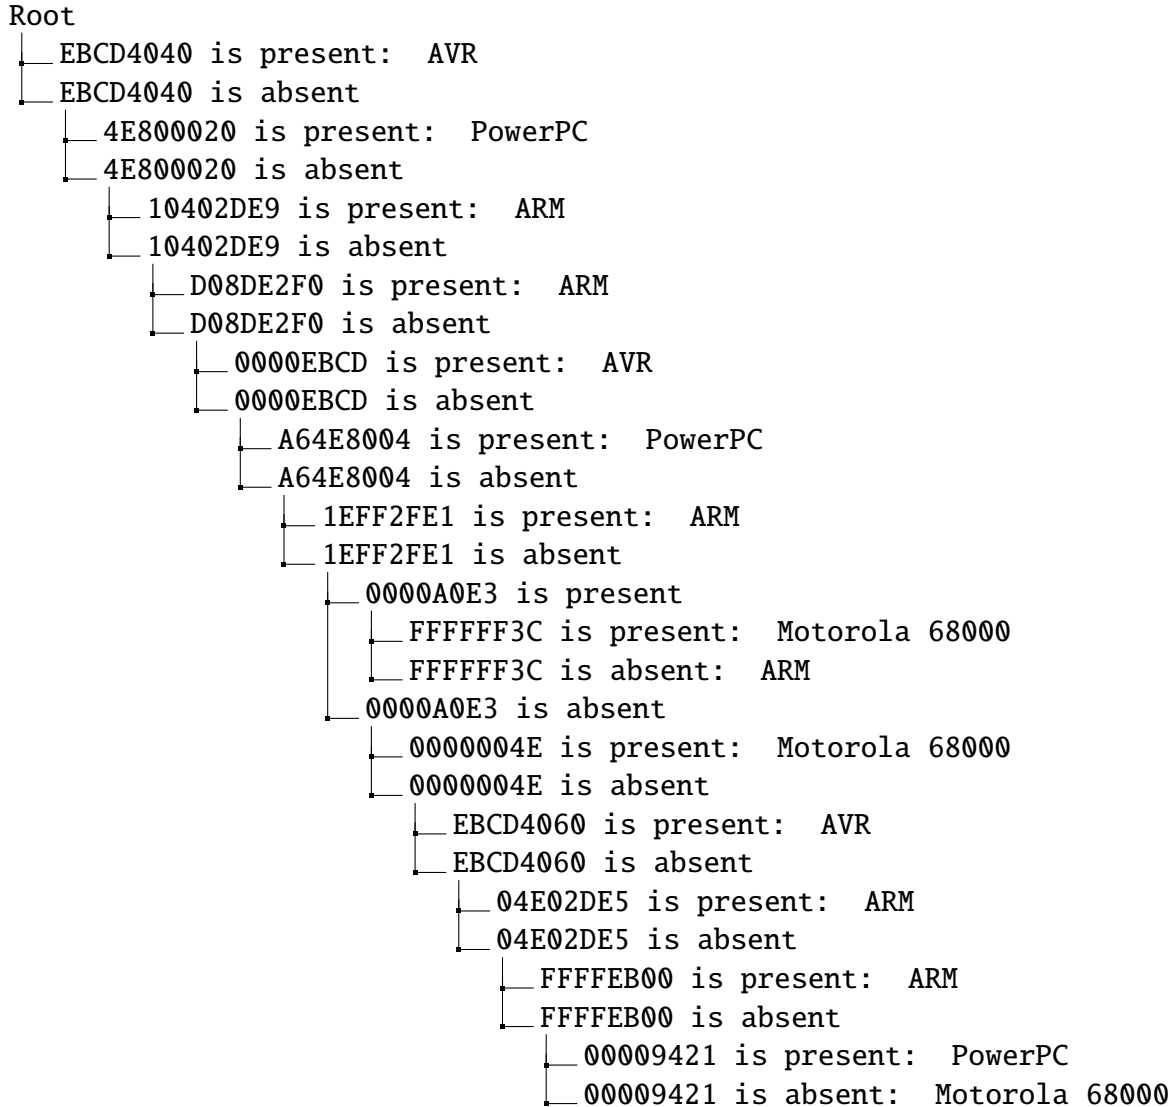 Root
EBCD4040 is present: AVR
EBCD4040 is absent
4E800020 is present: PowerPC
4E800020 is absent
10402DE9 is present: ARM
10402DE9 is absent
D08DE2F0 is present: ARM
D08DE2F0 is absent
0000EBCD is present: AVR
0000EBCD is absent
A64E8004 is present: PowerPC
A64E8004 is absent
1EFF2FE1 is present: ARM
1EFF2FE1 is absent
0000A0E3 is present
FFFFFF3C is present: Motorola 68000
FFFFFF3C is absent: ARM
0000A0E3 is absent
0000004E is present: Motorola 68000
0000004E is absent
EBCD4060 is present: AVR
EBCD4060 is absent
04E02DE5 is present: ARM
04E02DE5 is absent
FFFFEB00 is present: ARM
FFFFEB00 is absent
00009421 is present: PowerPC
00009421 is absent: Motorola 68000